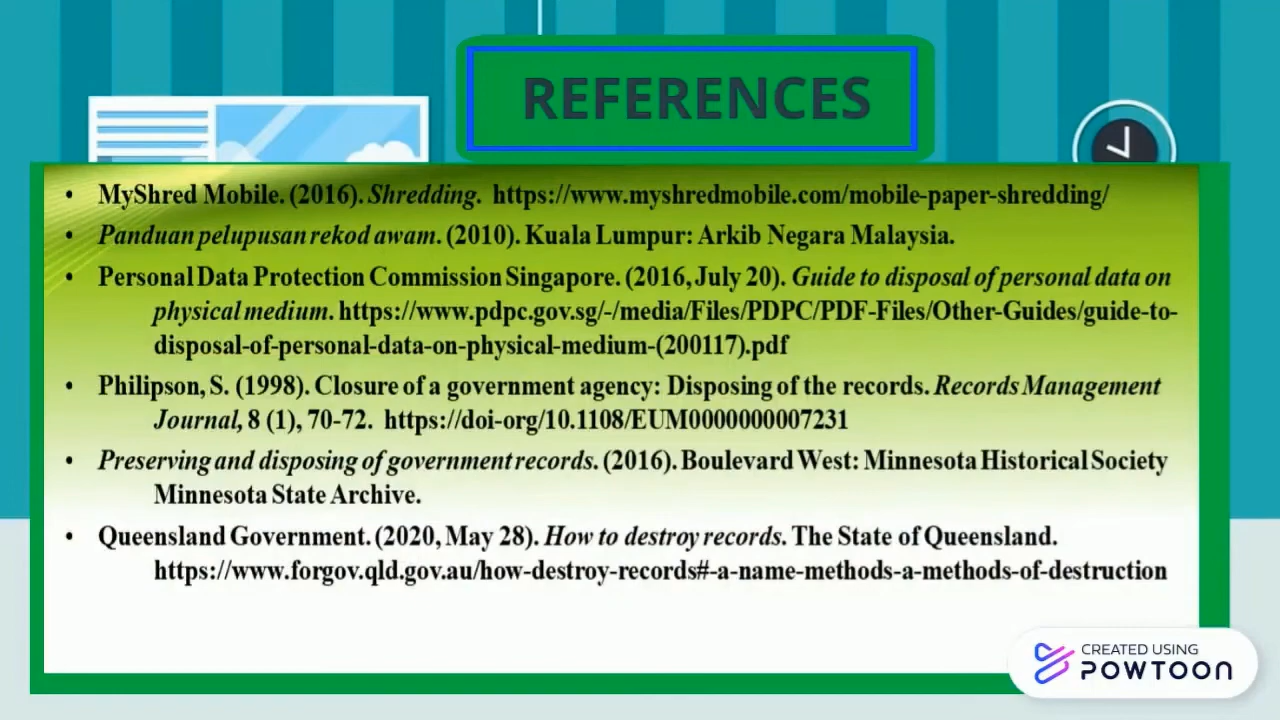 REFERENCES
• MyShred Mobile. (2016). Shredding. https://www.myshredmobile.com/mobile-paper-shredding/
• Panduan pelupusan rekod awam. (2010). Kuala Lumpur: Arkib Negara Malaysia.
• Personal Data Protection Commission Singapore. (2016, July 20). Guide to disposal of personal data on
physical medium. https://www.pdpc.gov.sg/-/media/Files/PDPC/PDF-Files/Other-Guides/guide-to-
disposal-of-personal-data-on-physical-medium-(200117).pdf
• Philipson, S. (1998). Closure of a government agency: Disposing of the records. Records Management
Journal, 8 (1), 70-72. https://doi-org/10.1108/EUM0000000007231
• Preserving and disposing of government records. (2016). Boulevard West: Minnesota Historical Society
Minnesota State Archive.
• Queensland Government. (2020, May 28). How to destroy records. The State of Queensland.
https://www.forgov.qld.gov.au/how-destroy-records#-a-name-methods-a-methods-of-destruction
CREATED USING
POWTOON